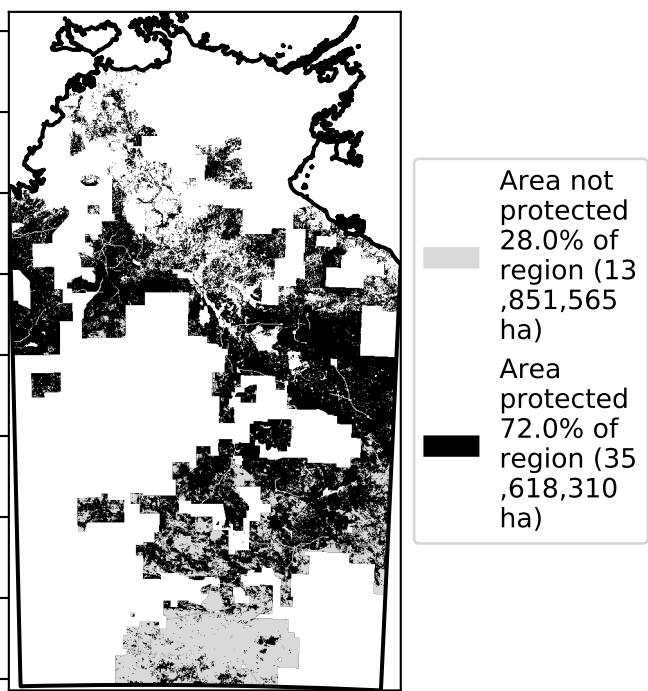 Area not
protected
28.0% of
region (13
,851,565
ha)
Area
protected
72.0% of
region (35
,618,310
ha)